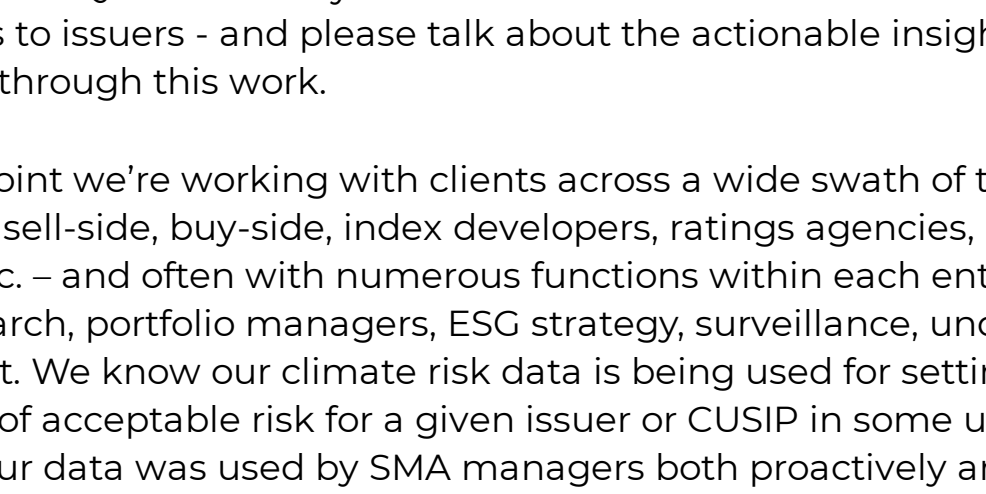 s to issuers - and please talk about the actionable insigh
through this work.
oint we're working with clients across a wide swath of t
sell-side, buy-side, index developers, ratings agencies,
c. – and often with numerous functions within each ent
arch, portfolio managers, ESG strategy, surveillance, und
t. We know our climate risk data is being used for settin
of acceptable risk for a given issuer or CUSIP in some u
ur data was used by SMA managers both proactively an